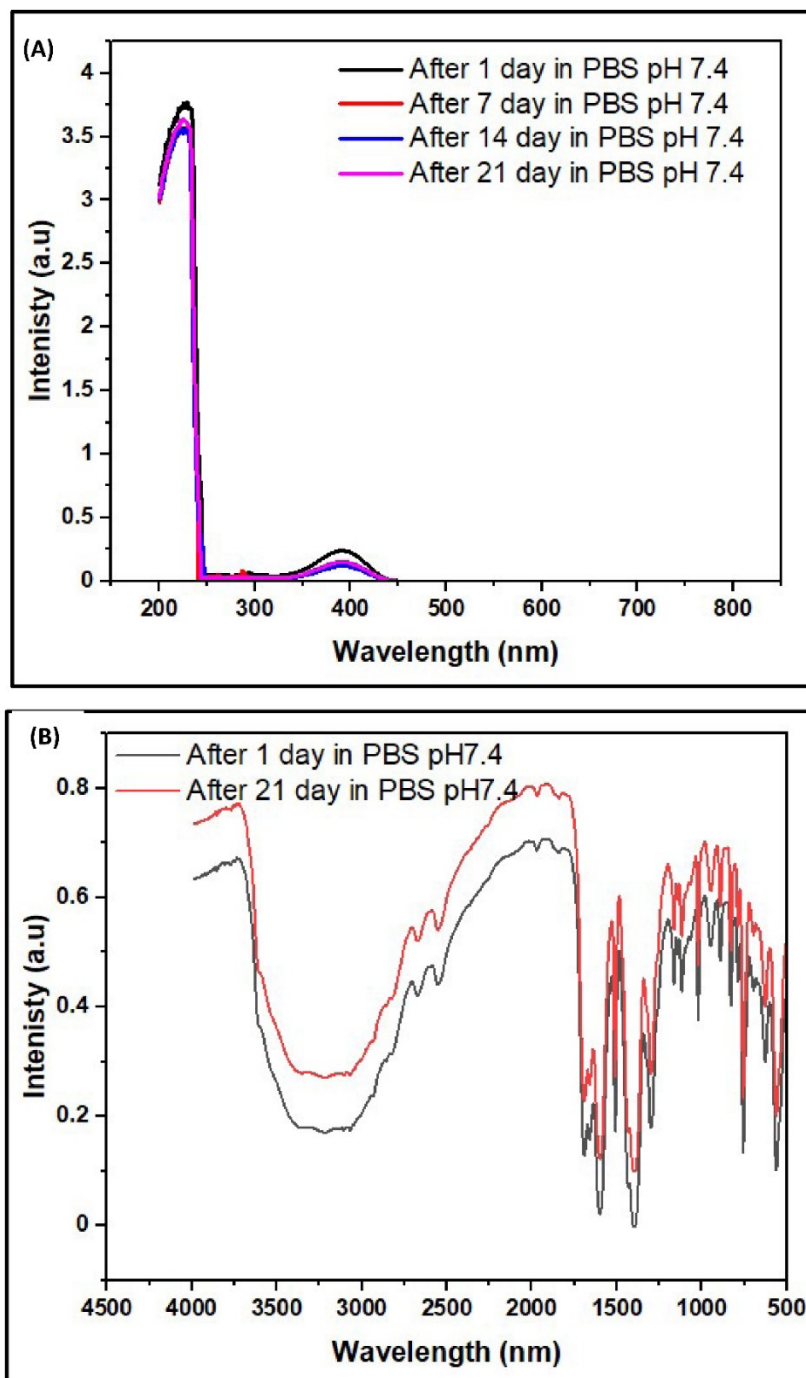 (A)
After 1 day in PBS pH 7.4
After 7 day in PBS pH 7.4
After 14 day in PBS pH 7.4
After 21 day in PBS pH 7.4
4
3.5
3
2.5
2
1.5
1
0.5
0
Intenisty (a.u)
200 300 400 500 600 700 800
Wavelength (nm)
(B)
After 1 day in PBS pH7.4
After 21 day in PBS pH7.4
0.8
0.6
0.4
0.2
0
Intenisty (a.u)
4500 4000 3500 3000 2500 2000 1500 1000 500
Wavelength (nm)